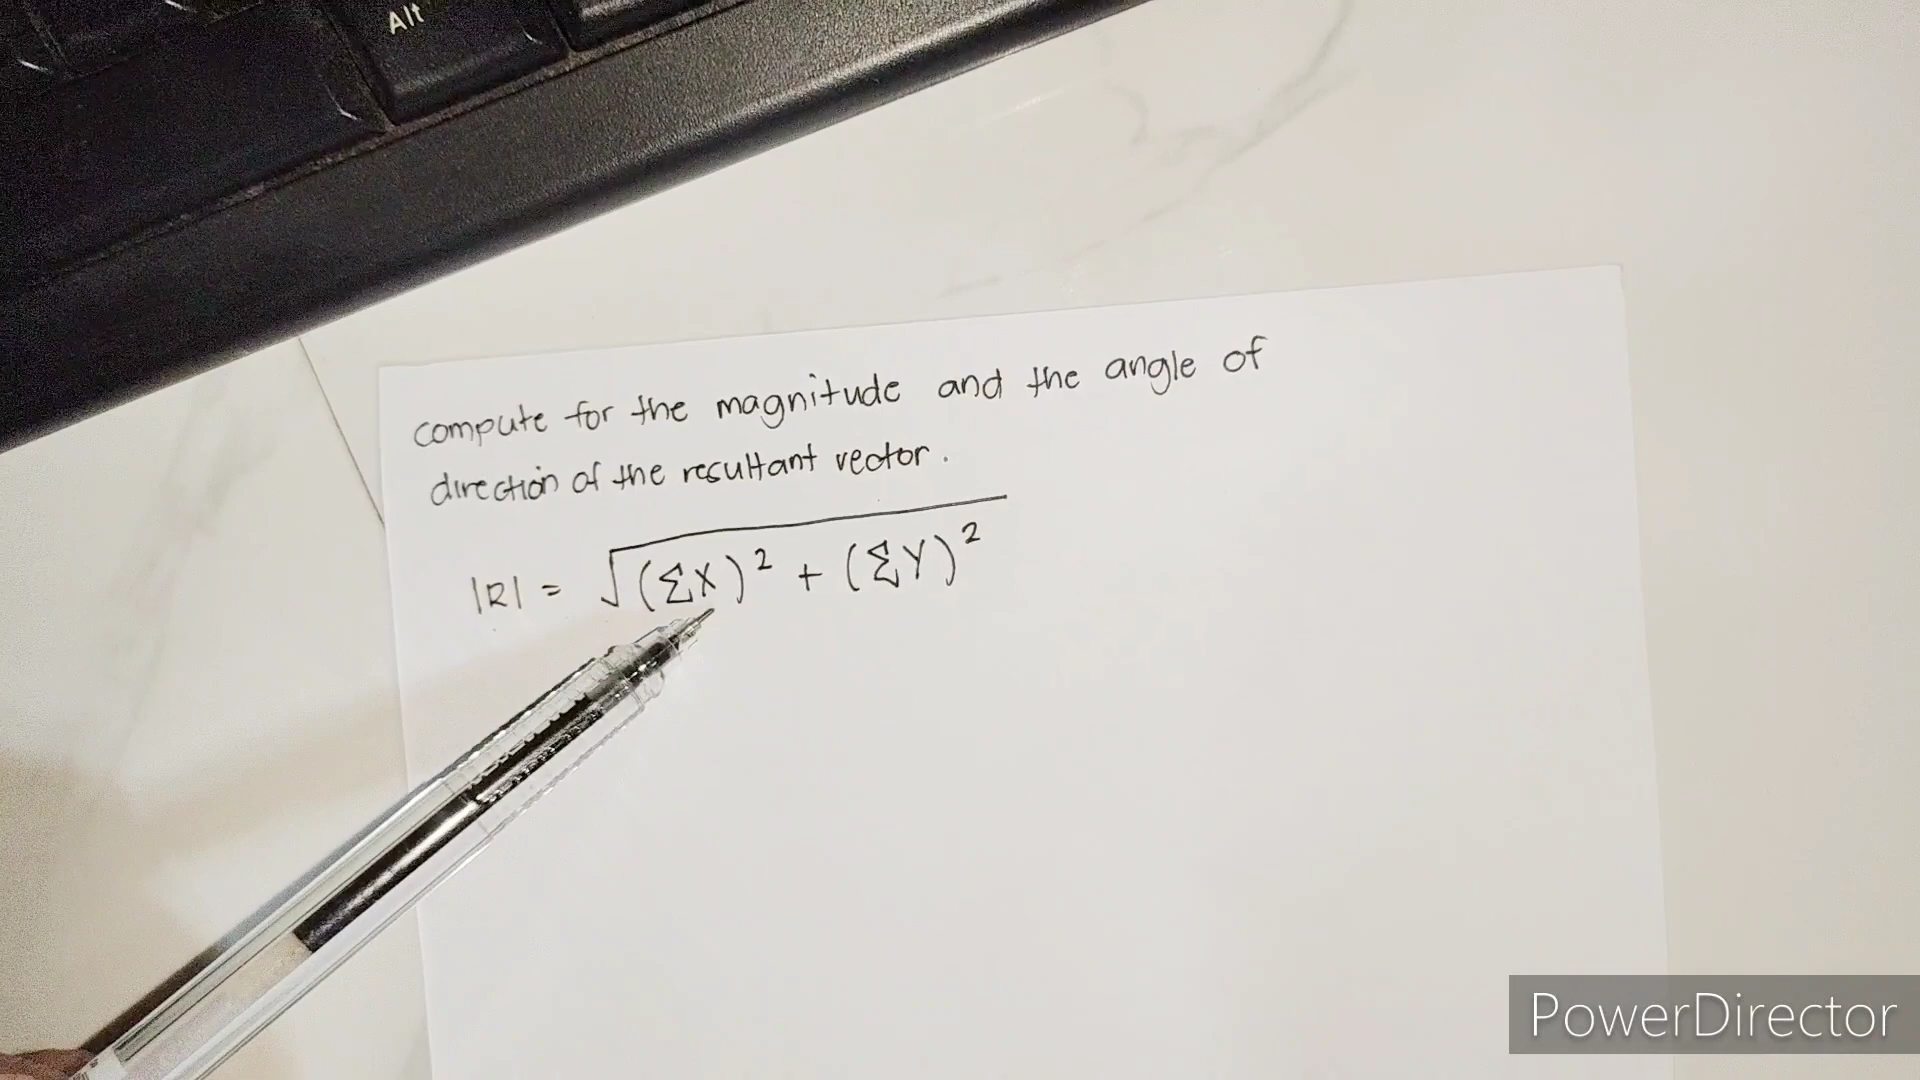 Alt
compute for the magnitude and the angle of
direction of the resultant vector.
|R| = √(ΣX)² + (ΣY)²
PowerDirector